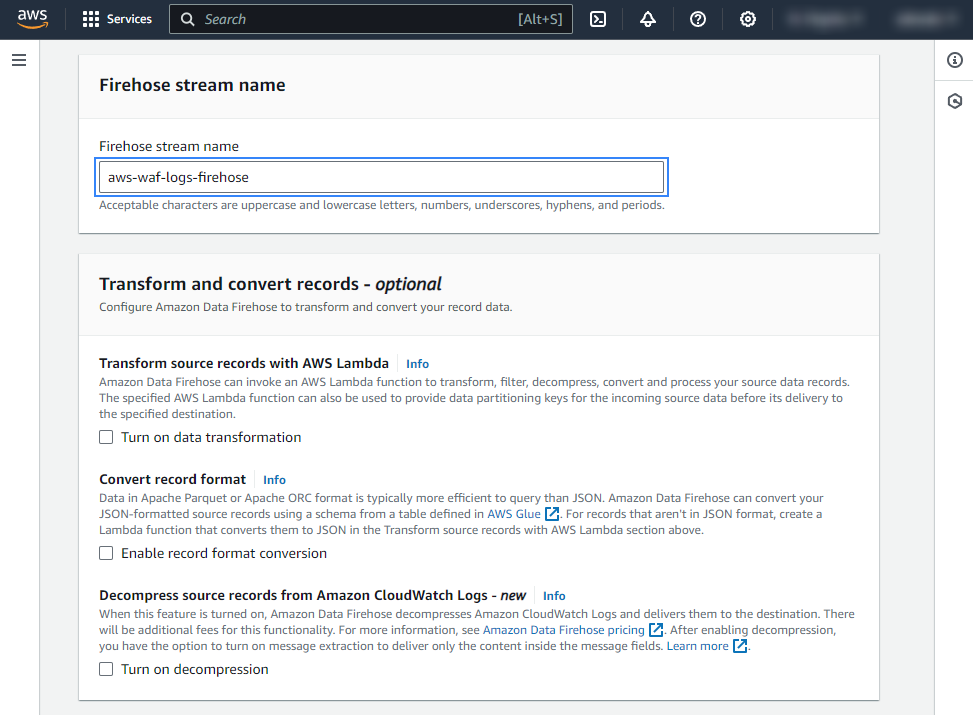 aws
Services
Search
[Alt+S]
Firehose stream name
Firehose stream name
aws-waf-logs-firehose
Acceptable characters are uppercase and lowercase letters, numbers, underscores, hyphens, and periods.
Transform and convert records - optional
Configure Amazon Data Firehose to transform and convert your record data.
Transform source records with AWS Lambda Info
Amazon Data Firehose can invoke an AWS Lambda function to transform, filter, decompress, convert and process your source data records.
The specified AWS Lambda function can also be used to provide data partitioning keys for the incoming source data before its delivery to
the specified destination.
Turn on data transformation
Convert record format Info
Data in Apache Parquet or Apache ORC format is typically more efficient to query than JSON. Amazon Data Firehose can convert your
JSON-formatted source records using a schema from a table defined in AWS Glue. For records that aren't in JSON format, create a
Lambda function that converts them to JSON in the Transform source records with AWS Lambda section above.
Enable record format conversion
Decompress source records from Amazon CloudWatch Logs - new Info
When this feature is turned on, Amazon Data Firehose decompresses Amazon CloudWatch Logs and delivers them to the destination. There
will be additional fees for this functionality. For more information, see Amazon Data Firehose pricing. After enabling decompression,
you have the option to turn on message extraction to deliver only the content inside the message fields. Learn more.
Turn on decompression